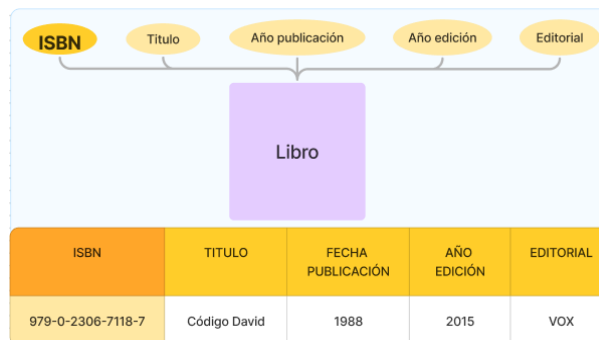 ISBN Titulo Año publicación Año edición Editorial
Libro
ISBN TITULO FECHA AÑO EDITORIAL
PUBLICACIÓN EDICIÓN
979-0-2306-7118-7 Código David 1988 2015 VOX